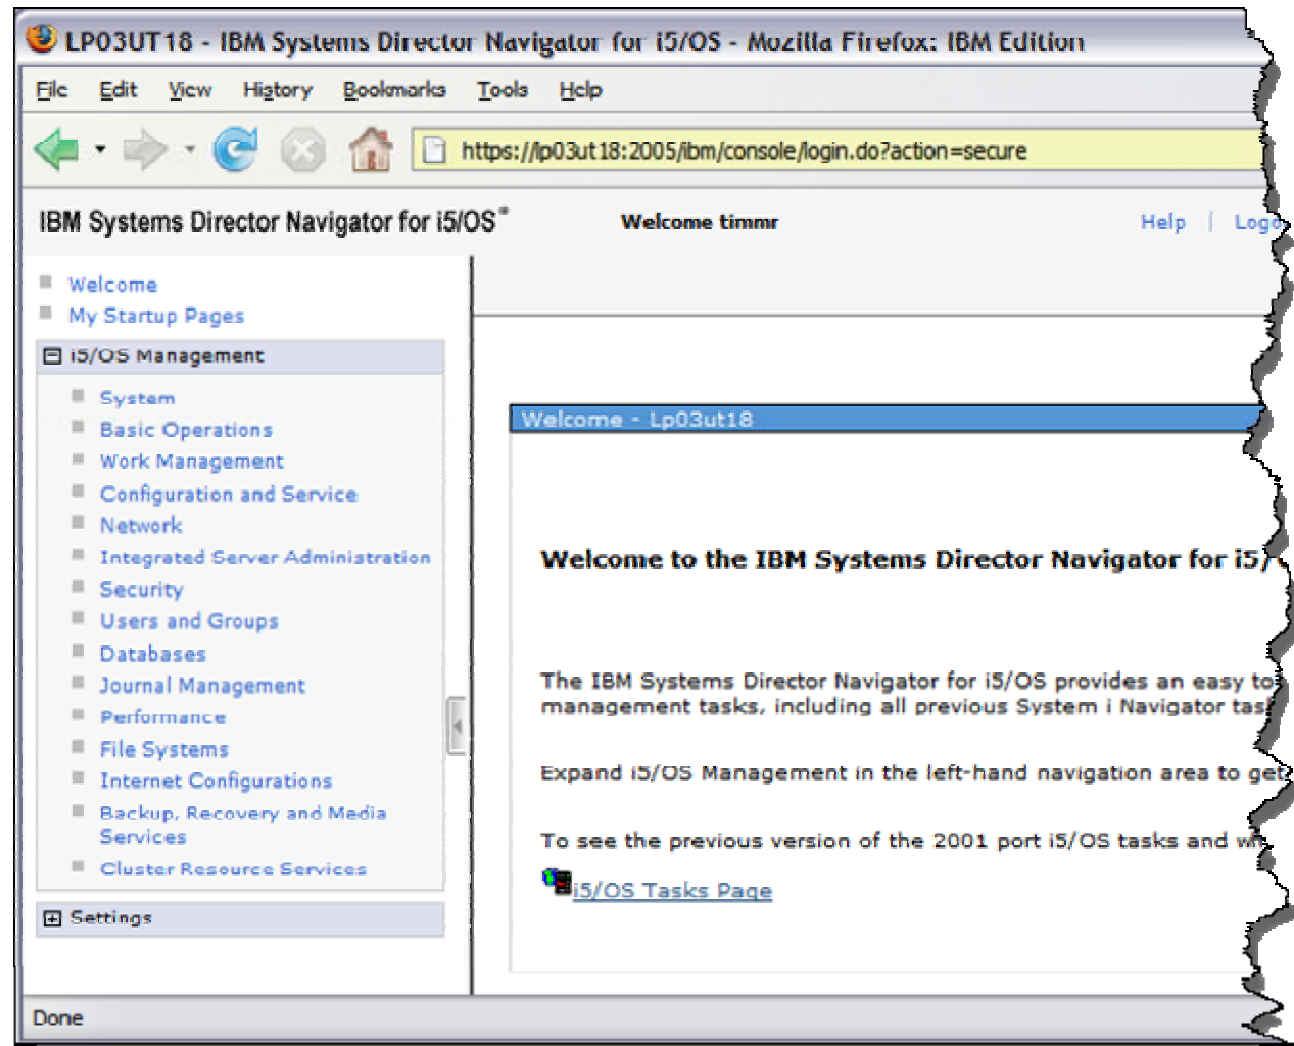 LP03UT18 - IBM Systems Director Navigator for i5/OS - Mozilla Firefox: IBM Edition
File Edit View History Bookmarks Tools Help
https://lp03ut18:2005/ibm/console/login.do?action=secure
IBM Systems Director Navigator for i5/OS® Welcome timmr Help | Logo
Welcome
My Startup Pages
i5/OS Management
System
Basic Operations
Work Management
Configuration and Service
Network
Integrated Server Administration
Security
Users and Groups
Databases
Journal Management
Performance
File Systems
Internet Configurations
Backup, Recovery and Media
Services
Cluster Resource Services
Settings
Welcome - Lp03ut18
Welcome to the IBM Systems Director Navigator for i5/
The IBM Systems Director Navigator for i5/OS provides an easy to
management tasks, including all previous System i Navigator tas
Expand i5/OS Management in the left-hand navigation area to get
To see the previous version of the 2001 port i5/OS tasks and
i5/OS Tasks Page
Done